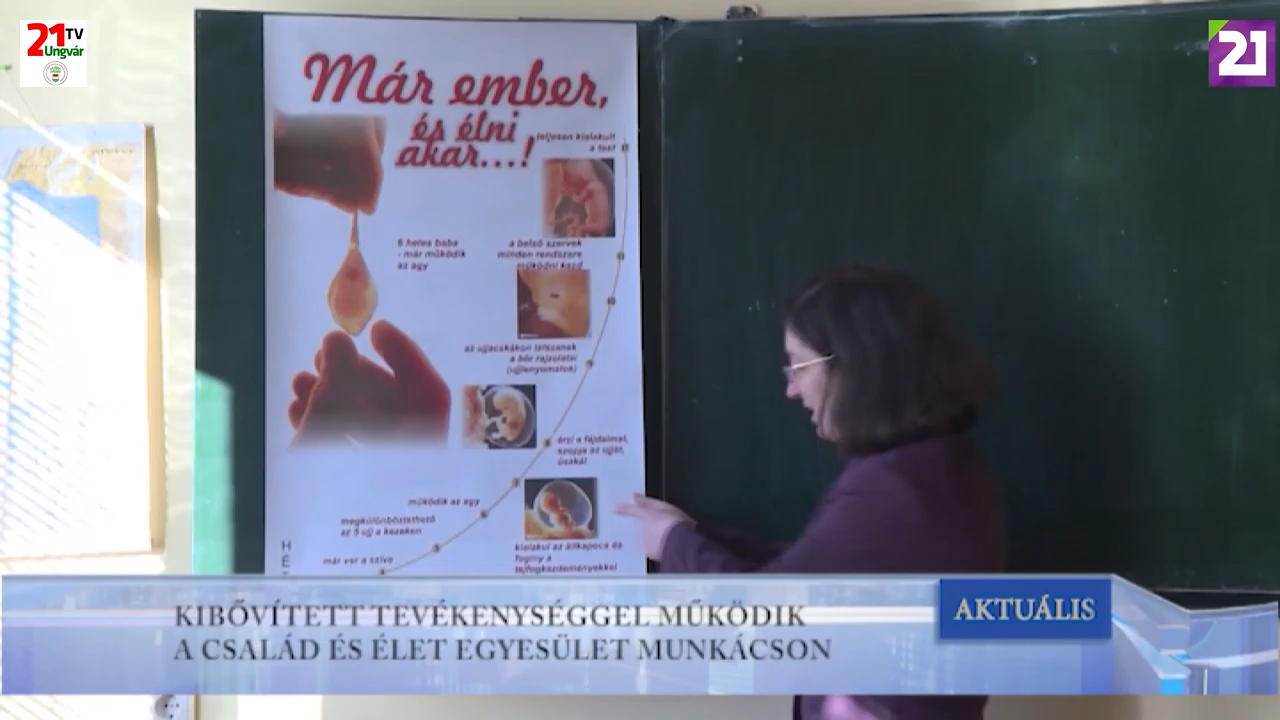 21 TV
Ungvár
21
Már ember,
és élni
akar...!
teljesen kialakult
a test
6 hetes baba
- már működik
az agy
a belső szervek
minden rendszere
működni kezd
az ujjacskákon látszanak
a bőr rajzolatai
(ujjlenyomatok)
érzi a fájdalmat,
szopja az ujját,
úszkál
működik az agy
megkülönböztethető
az 5 ujj a kezeken
kialakul az állkapocs és
fogíny a
tejfogkezdeményekkel
már ver a szíve
H
É
KIBŐVÍTETT TEVÉKENYSÉGGEL MŰKÖDIK
A CSALÁD ÉS ÉLET EGYESÜLET MUNKÁCSON
AKTUÁLIS